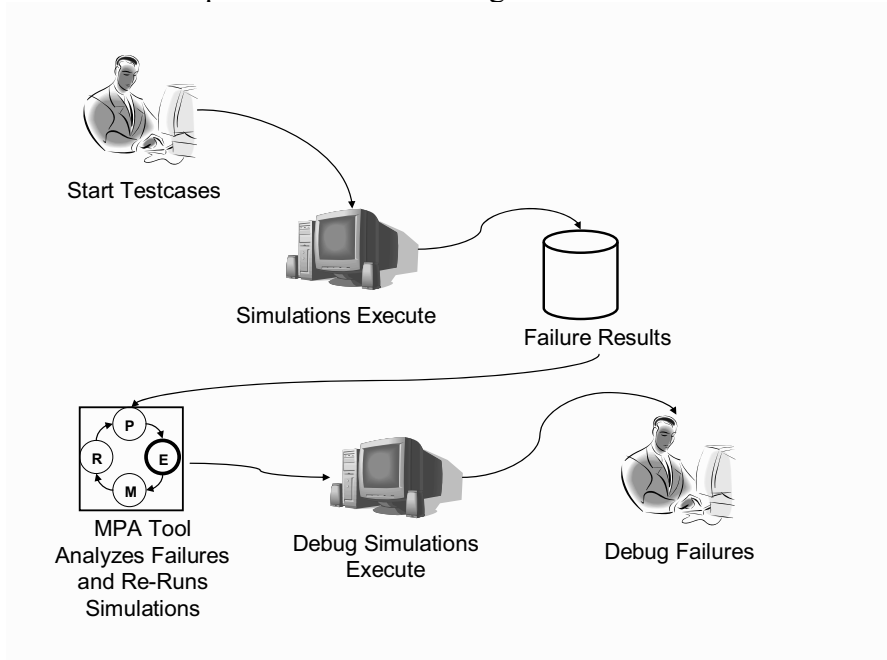 Start Testcases
Simulations Execute
Failure Results
P
R
E
M
MPA Tool
Analyzes Failures
and Re-Runs
Simulations
Debug Simulations
Execute
Debug Failures